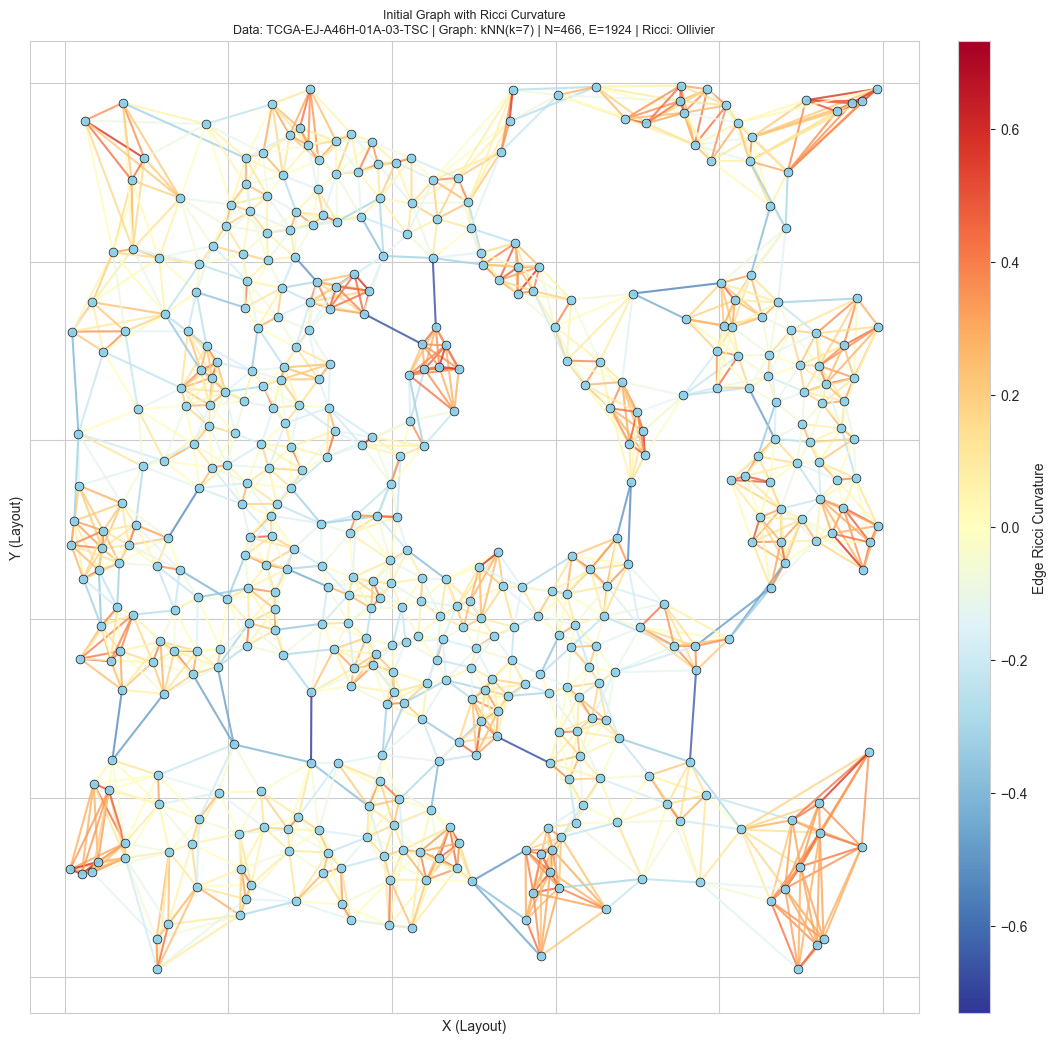 Initial Graph with Ricci Curvature
Data: TCGA-EJ-A46H-01A-03-TSC | Graph: kNN(k=7) | N=466, E=1924 | Ricci: Ollivier
Y (Layout)
X (Layout)
0.6
0.4
0.2
0.0
−0.2
−0.4
−0.6
Edge Ricci Curvature